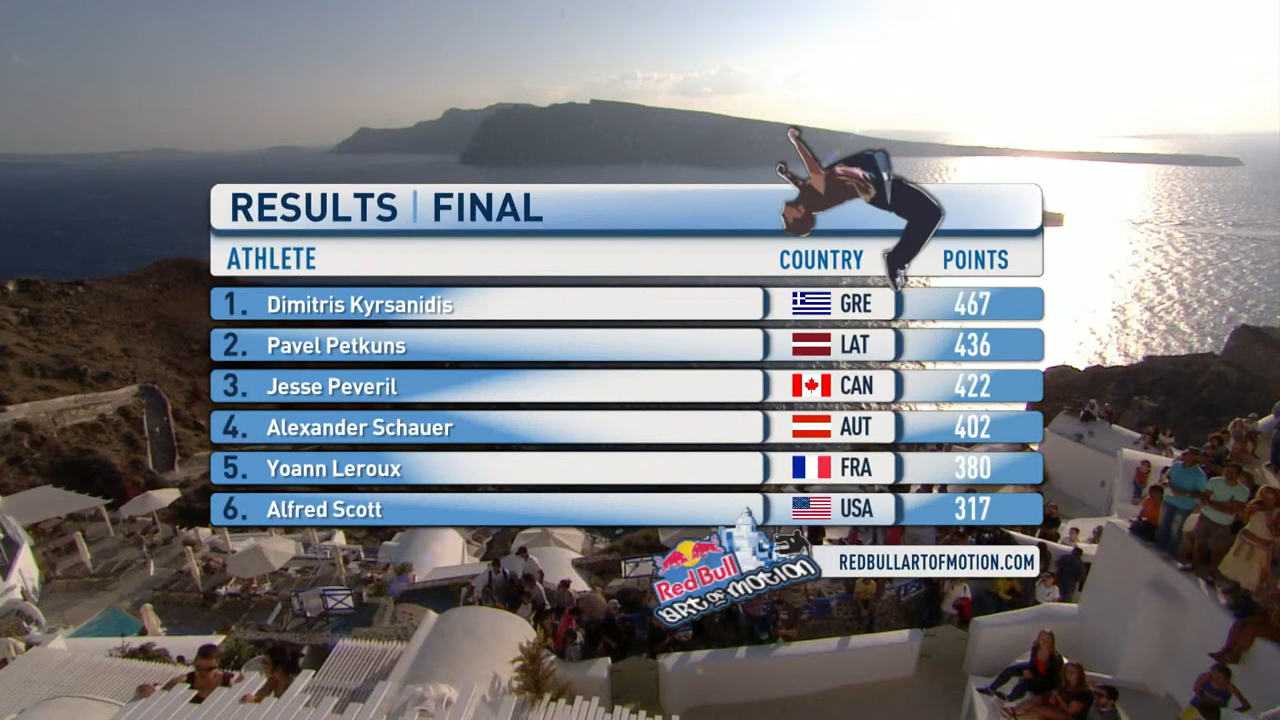 RESULTS | FINAL
ATHLETE COUNTRY POINTS
1. Dimitris Kyrsanidis GRE 467
2. Pavel Petkuns LAT 436
3. Jesse Peveril CAN 422
4. Alexander Schauer AUT 402
5. Yoann Leroux FRA 380
6. Alfred Scott USA 317
Red Bull
ART OF MOTION
REDBULLARTOFMOTION.COM